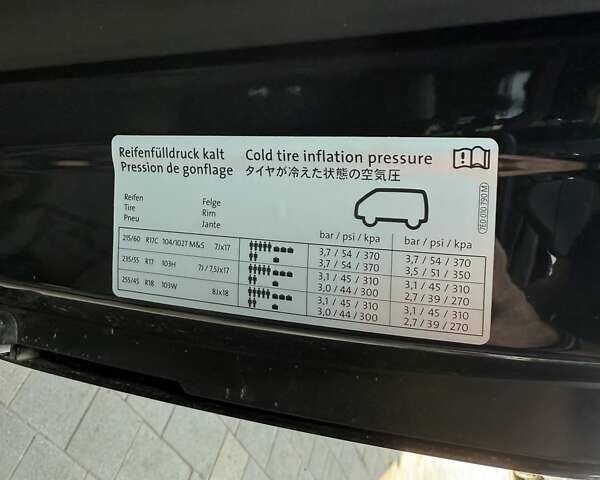 Reifenfülldruck kalt Cold tire inflation pressure
Pression de gonflage タイヤが冷えた状態の空気圧
Reifen Felge
Tire Rim
Pneu Jante
bar / psi / kpa bar / psi / kpa
215/60 R17C 104/102T M&S 7Jx17 3,7 / 54 / 370 3,7 / 54 / 370
3,7 / 54 / 370 3,5 / 51 / 350
235/55 R17 103H 7J / 7,5Jx17 3,1 / 45 / 310 3,1 / 45 / 310
3,0 / 44 / 300 2,7 / 39 / 270
255/45 R18 103W 8Jx18 3,1 / 45 / 310 3,1 / 45 / 310
3,0 / 44 / 300 2,7 / 39 / 270
7E0 010 790 M